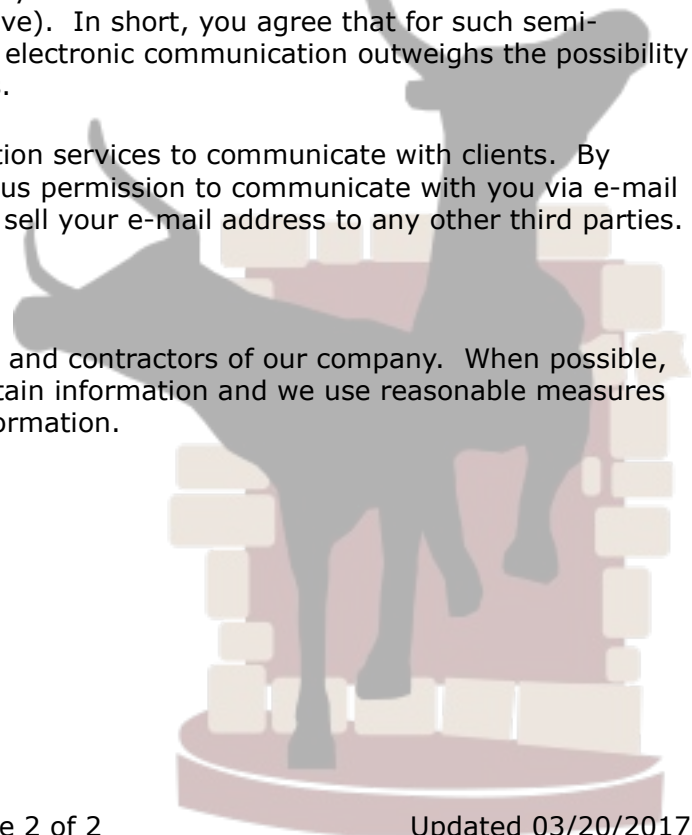 ve). In short, you agree that for such semi-
electronic communication outweighs the possibility
.
tion services to communicate with clients. By
us permission to communicate with you via e-mail
sell your e-mail address to any other third parties.
and contractors of our company. When possible,
tain information and we use reasonable measures
ormation.
e 2 of 2 Updated 03/20/2017